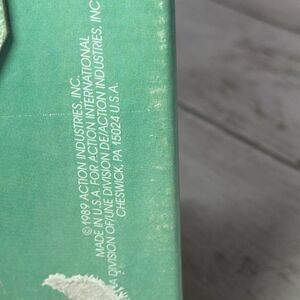 ©1989 ACTION INDUSTRIES, INC.
MADE IN U.S.A. FOR ACTION INTERNATIONAL
A DIVISION OF/UNE DIVISION DE/ACTION INDUSTRIES, INC
CHESWICK, PA 15024 U.S.A.